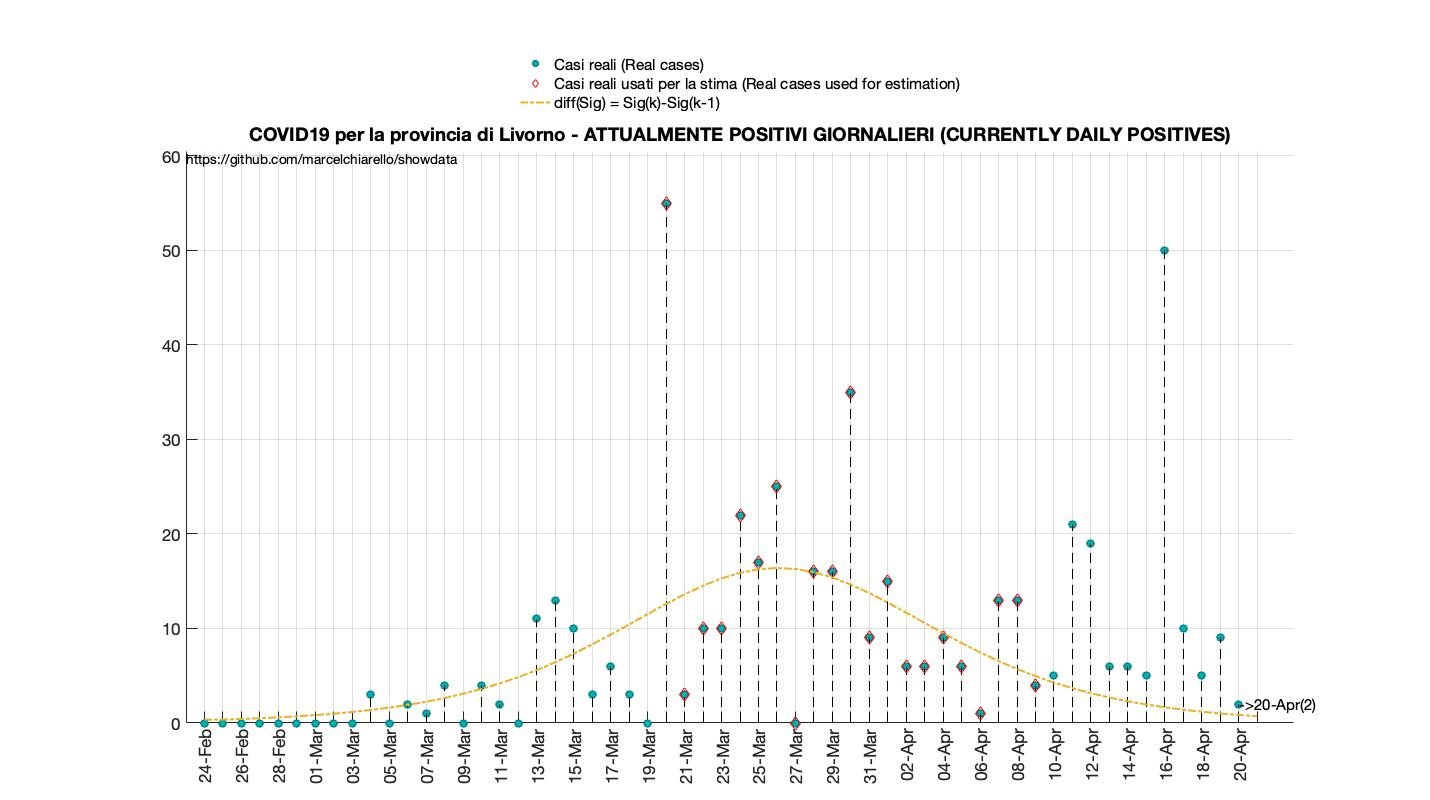 Casi reali (Real cases)
Casi reali usati per la stima (Real cases used for estimation)
diff(Sig) = Sig(k)-Sig(k-1)
COVID19 per la provincia di Livorno - ATTUALMENTE POSITIVI GIORNALIERI (CURRENTLY DAILY POSITIVES)
https://github.com/marcelchiarello/showdata
60
50
40
30
20
10
0
->20-Apr(2)
24-Feb
26-Feb
28-Feb
01-Mar
03-Mar
05-Mar
07-Mar
09-Mar
11-Mar
13-Mar
15-Mar
17-Mar
19-Mar
21-Mar
23-Mar
25-Mar
27-Mar
29-Mar
31-Mar
02-Apr
04-Apr
06-Apr
08-Apr
10-Apr
12-Apr
14-Apr
16-Apr
18-Apr
20-Apr